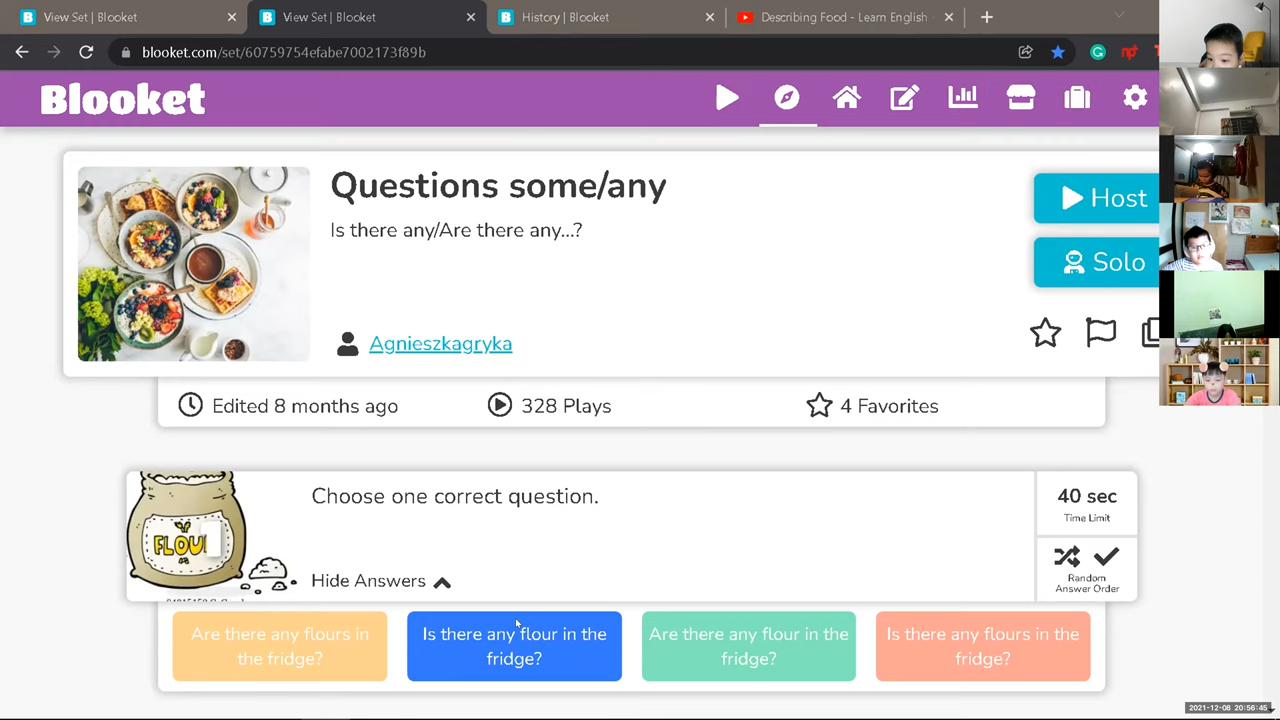 View Set | Blooket
View Set | Blooket
History | Blooket
Describing Food - Learn English
blooket.com/set/60759754efabe7002173f89b
Blooket
Questions some/any
Is there any/Are there any...?
Host
Solo
Agnieszkagryka
Edited 8 months ago
328 Plays
4 Favorites
Choose one correct question.
40 sec
Time Limit
FLOU
Hide Answers
Random
Answer Order
Are there any flours in
the fridge?
Is there any flour in the
fridge?
Are there any flour in the
fridge?
Is there any flours in the
fridge?
2021-12-08 20:56:45